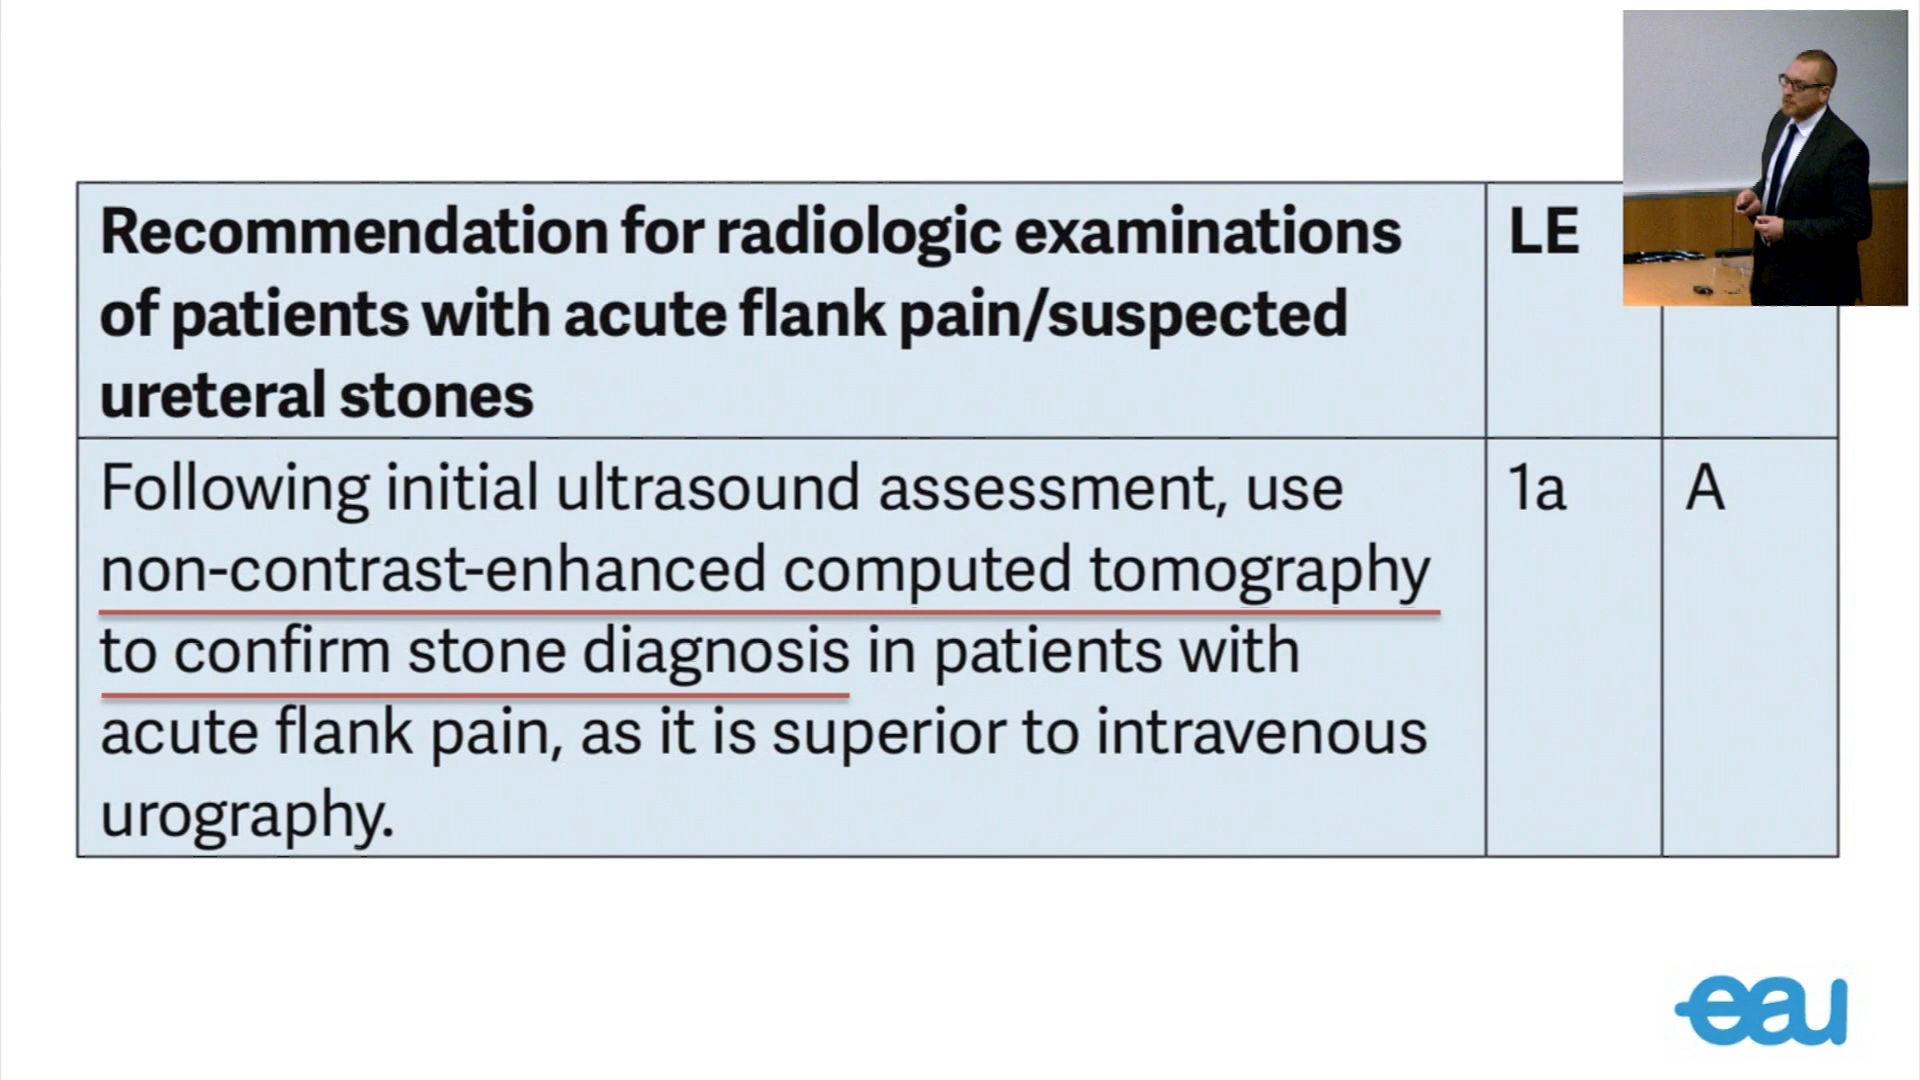 Recommendation for radiologic examinations
of patients with acute flank pain/suspected
ureteral stones
LE
Following initial ultrasound assessment, use
non-contrast-enhanced computed tomography
to confirm stone diagnosis in patients with
acute flank pain, as it is superior to intravenous
urography.
1a
A
eau